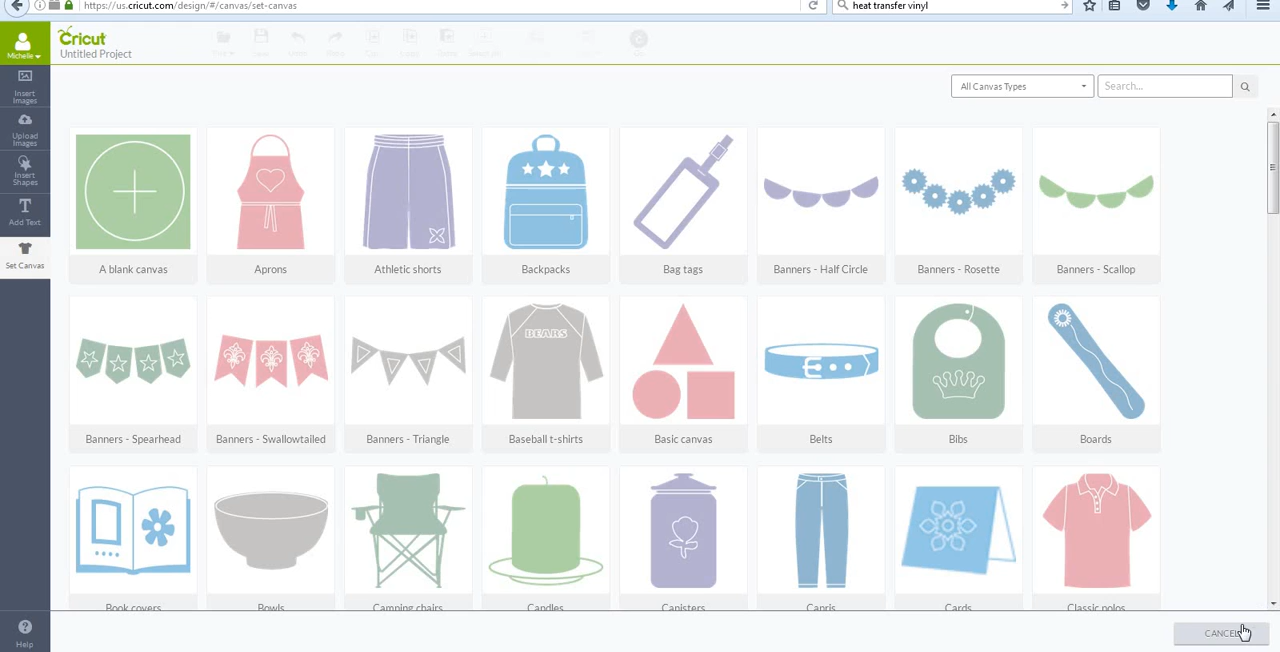 https://us.cricut.com/design/#/canvas/set-canvas
heat transfer vinyl
Michelle
Cricut
Untitled Project
Insert
Images
Upload
Images
Insert
Shapes
Add Text
Set Canvas
All Canvas Types
Search...
A blank canvas
Aprons
Athletic shorts
Backpacks
Bag tags
Banners - Half Circle
Banners - Rosette
Banners - Scallop
BEARS
Banners - Spearhead
Banners - Swallowtailed
Banners - Triangle
Baseball t-shirts
Basic canvas
Belts
Bibs
Boards
Book covers
Bowls
Camping chairs
Candles
Canisters
Capris
Cards
Classic polos
Help
CANCEL